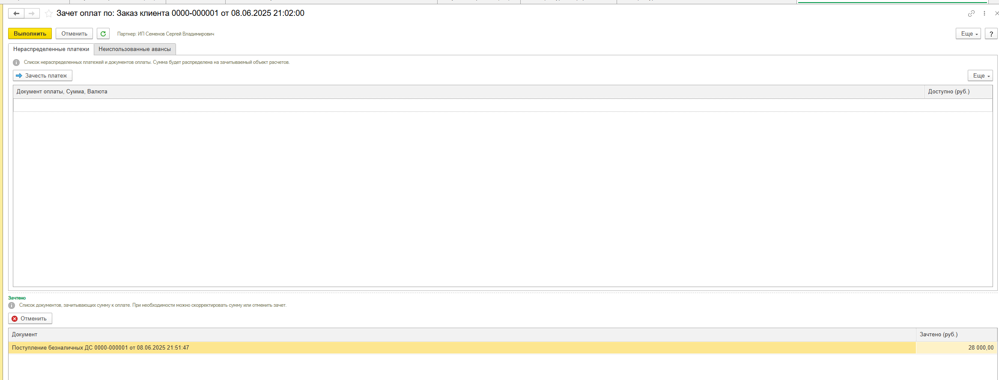 Зачет оплат по: Заказ клиента 0000-000001 от 08.06.2025 21:02:00
Выполнить Отменить Партнер: ИП Семенов Сергей Владимирович Еще ?
Нераспределенные платежи Неиспользованные авансы
Список нераспределенных платежей и документов оплаты. Сумма будет распределена на зачитываемый объект расчетов.
Зачесть платеж Еще
Документ оплаты, Сумма, Валюта Доступно (руб.)
Зачтено
Список документов, зачитывающих сумму к оплате. При необходимости можно скорректировать сумму или отменить зачет.
Отменить
Документ Зачтено (руб.)
Поступление безналичных ДС 0000-000001 от 08.06.2025 21:51:47 28 000,00